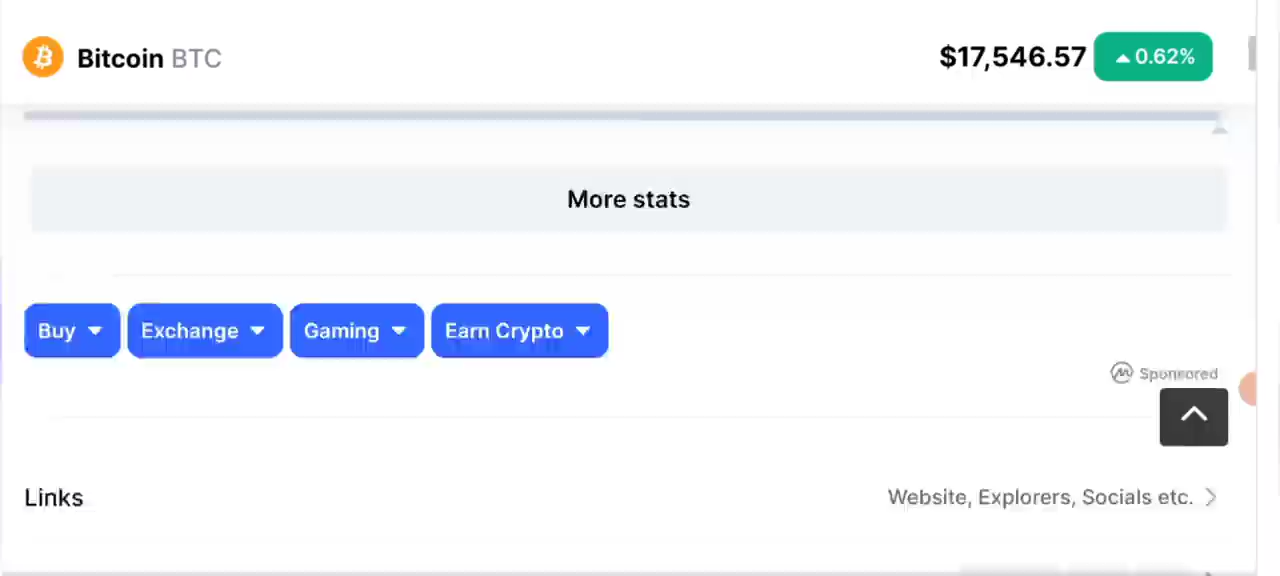 Bitcoin BTC $17,546.57 0.62%
More stats
Buy Exchange Gaming Earn Crypto
Sponsored
Links Website, Explorers, Socials etc.